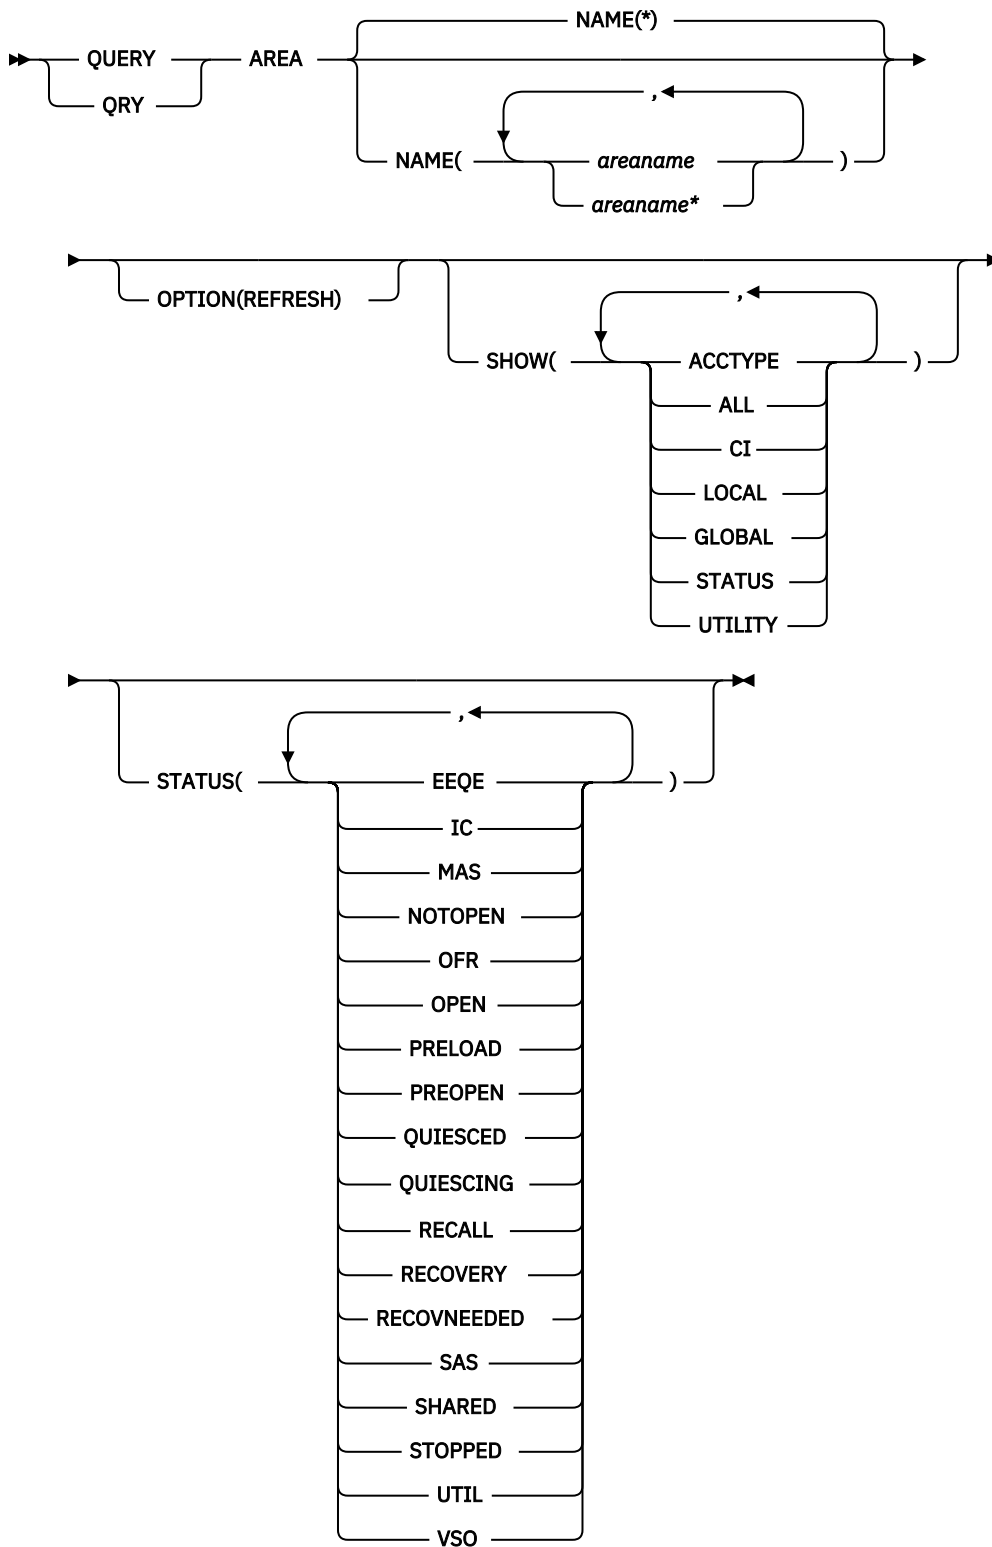 NAME(*)
QUERY AREA
QRY
,
NAME( areaname )
areaname*
OPTION(REFRESH)
,
SHOW( ACCTYPE )
ALL
CI
LOCAL
GLOBAL
STATUS
UTILITY
,
STATUS( EEQE )
IC
MAS
NOTOPEN
OFR
OPEN
PRELOAD
PREOPEN
QUIESCED
QUIESCING
RECALL
RECOVERY
RECOVNEEDED
SAS
SHARED
STOPPED
UTIL
VSO